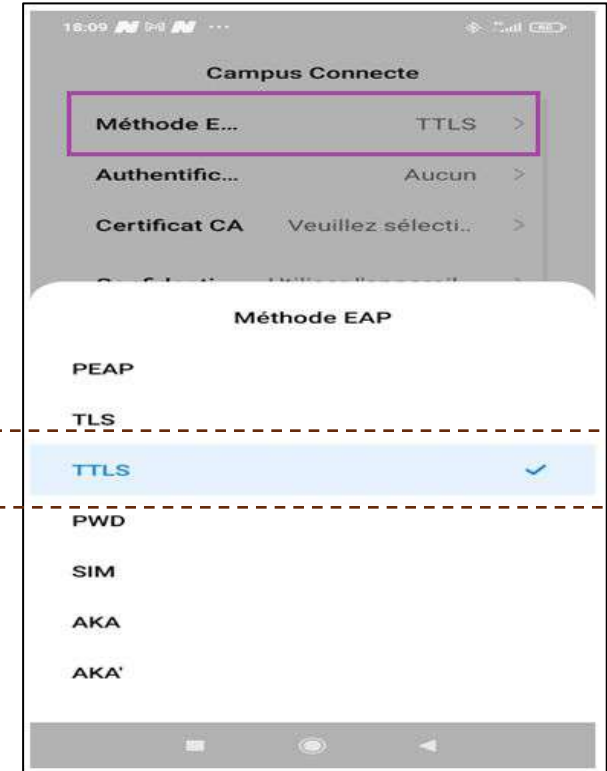 18:09 ...
Campus Connecte
Méthode E... TTLS >
Authentific... Aucun >
Certificat CA Veuillez sélecti.. >
Méthode EAP
PEAP
TLS
TTLS
PWD
SIM
AKA
AKA'